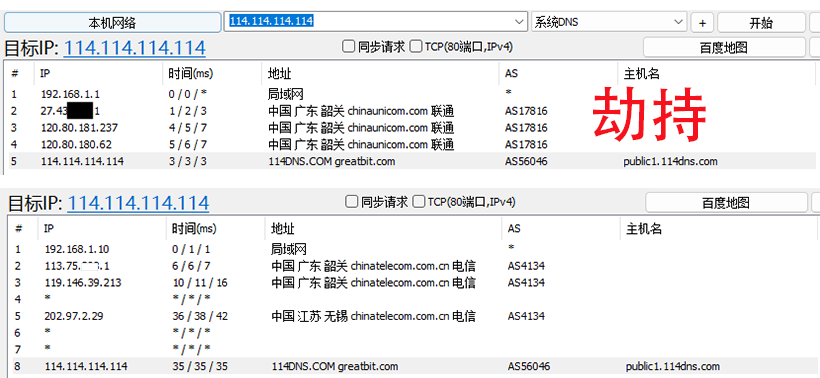 本机网络 114.114.114.114 系统DNS + 开始
目标IP: 114.114.114.114 同步请求 TCP(80端口,IPv4) 百度地图
# IP 时间(ms) 地址 AS 主机名
1 192.168.1.1 0 / 0 / * 局域网 *
2 27.43 1 1 / 2 / 3 中国 广东 韶关 chinaunicom.com 联通 AS17816
3 120.80.181.237 4 / 5 / 7 中国 广东 韶关 chinaunicom.com 联通 AS17816
4 120.80.180.62 5 / 6 / 7 中国 广东 韶关 chinaunicom.com 联通 AS17816
5 114.114.114.114 3 / 3 / 3 114DNS.COM greatbit.com AS56046 public1.114dns.com
劫持
目标IP: 114.114.114.114 同步请求 TCP(80端口,IPv4) 百度地图
# IP 时间(ms) 地址 AS 主机名
1 192.168.1.10 0 / 1 / 1 局域网 *
2 113.75. .1 6 / 6 / 7 中国 广东 韶关 chinatelecom.com.cn 电信 AS4134
3 119.146.39.213 10 / 11 / 16 中国 广东 韶关 chinatelecom.com.cn 电信 AS4134
4 * * / * / *
5 202.97.2.29 36 / 38 / 42 中国 江苏 无锡 chinatelecom.com.cn 电信 AS4134
6 * * / * / *
7 * * / * / *
8 114.114.114.114 35 / 35 / 35 114DNS.COM greatbit.com AS56046 public1.114dns.com